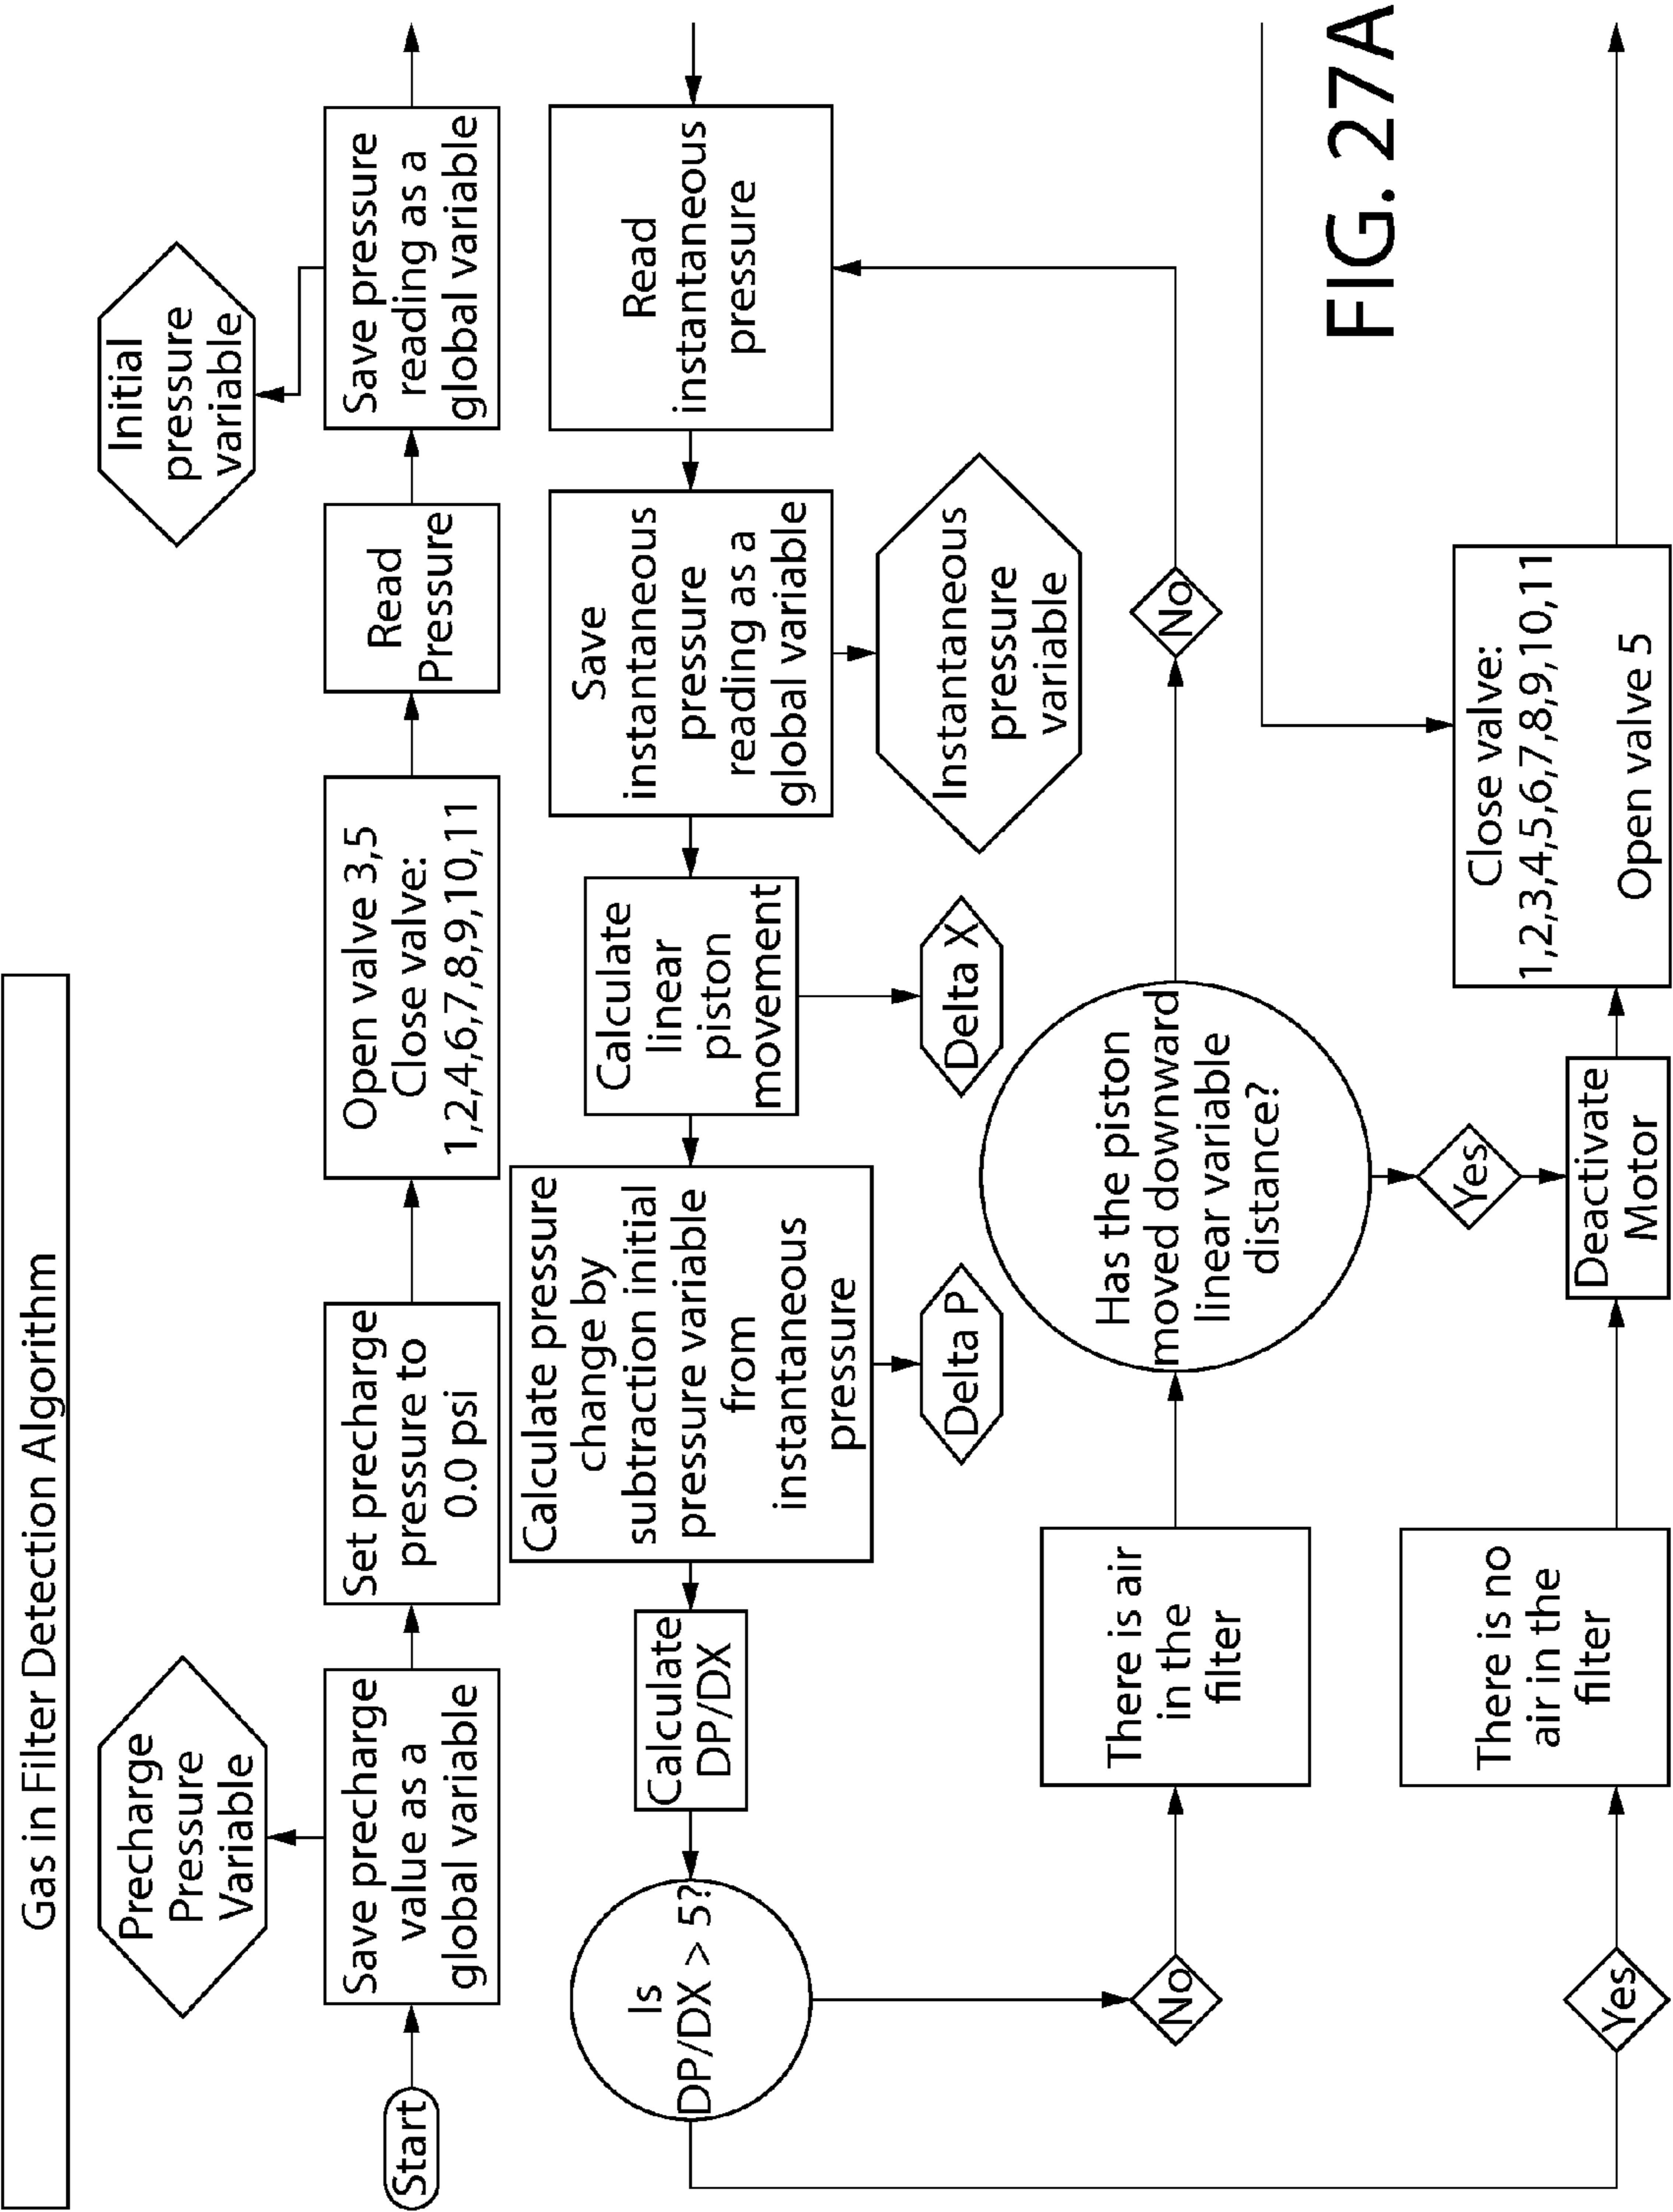 Gas in Filter Detection Algorithm
Precharge
Pressure
Variable
Initial
pressure
variable
Start
Save precharge
value as a
global variable
Set precharge
pressure to
0.0 psi
Open valve 3,5
Close valve:
1,2,4,6,7,8,9,10,11
Read
Pressure
Save pressure
reading as a
global variable
Is
DP/DX > 5?
Calculate
DP/DX
Calculate pressure
change by
subtraction initial
pressure variable
from
instantaneous
pressure
Calculate
linear
piston
movement
Save
instantaneous
pressure
reading as a
global variable
Read
instantaneous
pressure
Delta P
Delta X
Instantaneous
pressure
variable
No
There is air
in the
filter
Has the piston
moved downward
linear variable
distance?
No
Yes
Yes
There is no
air in the
filter
Deactivate
Motor
Close valve:
1,2,3,4,5,6,7,8,9,10,11
Open valve 5
FIG. 27A